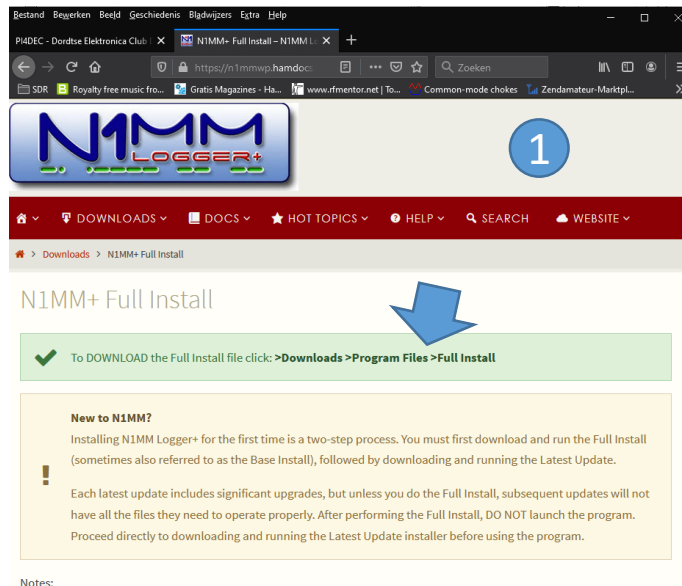 Bestand Bewerken Beeld Geschiedenis Bladwijzers Extra Help
PI4DEC - Dordtse Elektronica Club
N1MM+ Full Install – N1MM Lo
https://n1mmwp.hamdocs
Zoeken
SDR Royalty free music fro... Gratis Magazines - Ha... www.rfmentor.net | To... Common-mode chokes Zendamateur-Marktpl...
N1MM
LOGGER+
1
DOWNLOADS DOCS HOT TOPICS HELP SEARCH WEBSITE
> Downloads > N1MM+ Full Install
N1MM+ Full Install
To DOWNLOAD the Full Install file click: >Downloads >Program Files >Full Install
New to N1MM?
Installing N1MM Logger+ for the first time is a two-step process. You must first download and run the Full Install
(sometimes also referred to as the Base Install), followed by downloading and running the Latest Update.
!
Each latest update includes significant upgrades, but unless you do the Full Install, subsequent updates will not
have all the files they need to operate properly. After performing the Full Install, DO NOT launch the program.
Proceed directly to downloading and running the Latest Update installer before using the program.
Notes: